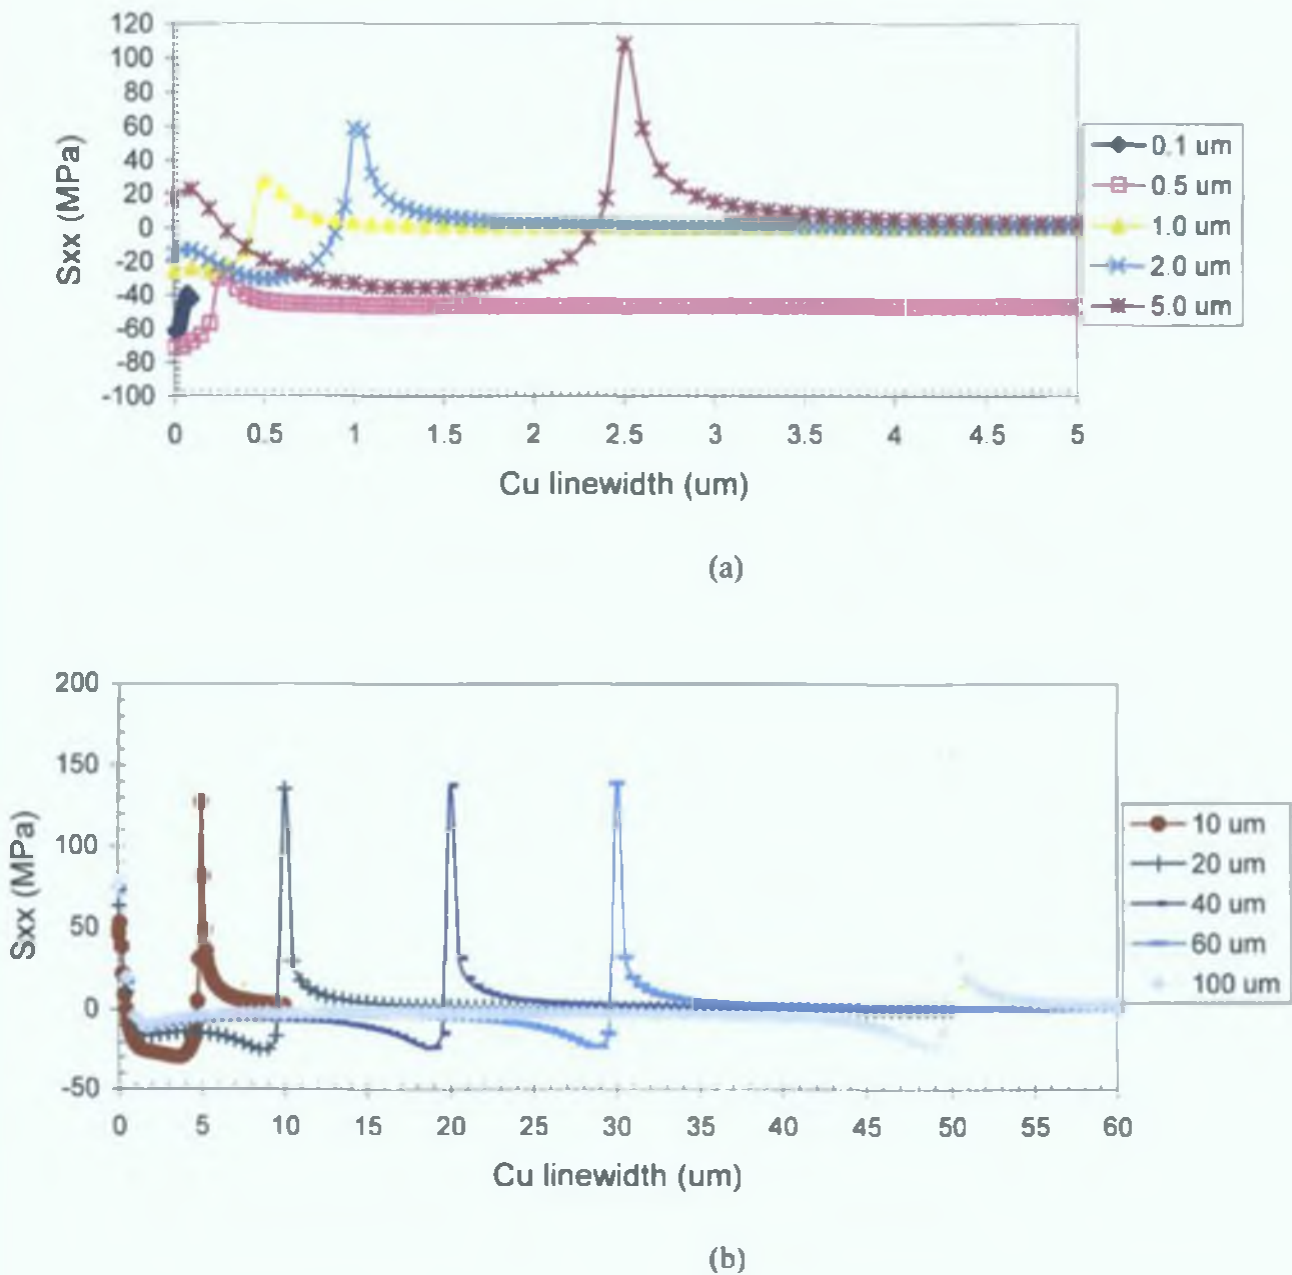 120
100
80
60
40
20
0
-20
-40
-60
-80
-100
Sxx (MPa)
0 0.5 1 1.5 2 2.5 3 3.5 4 4.5 5
Cu linewidth (um)
0.1 um
0.5 um
1.0 um
2.0 um
5.0 um
(a)
200
150
100
50
0
-50
Sxx (MPa)
0 5 10 15 20 25 30 35 40 45 50 55 60
Cu linewidth (um)
10 um
20 um
40 um
60 um
100 um
(b)